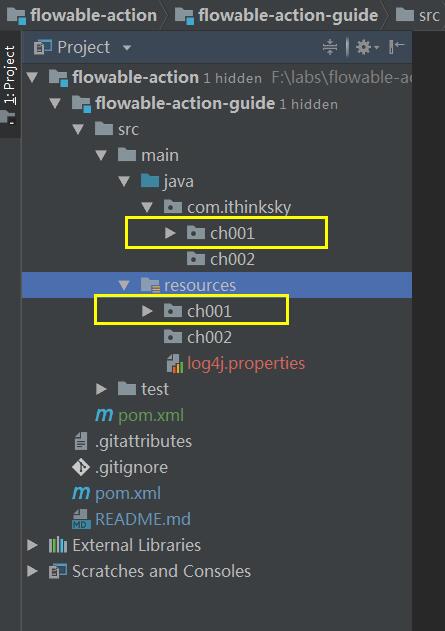 flowable-action flowable-action-guide src
1: Project
Project
flowable-action 1 hidden F:\labs\flowable-ac
flowable-action-guide 1 hidden
src
main
java
com.ithinksky
ch001
ch002
resources
ch001
ch002
log4j.properties
test
pom.xml
.gitattributes
.gitignore
pom.xml
README.md
External Libraries
Scratches and Consoles